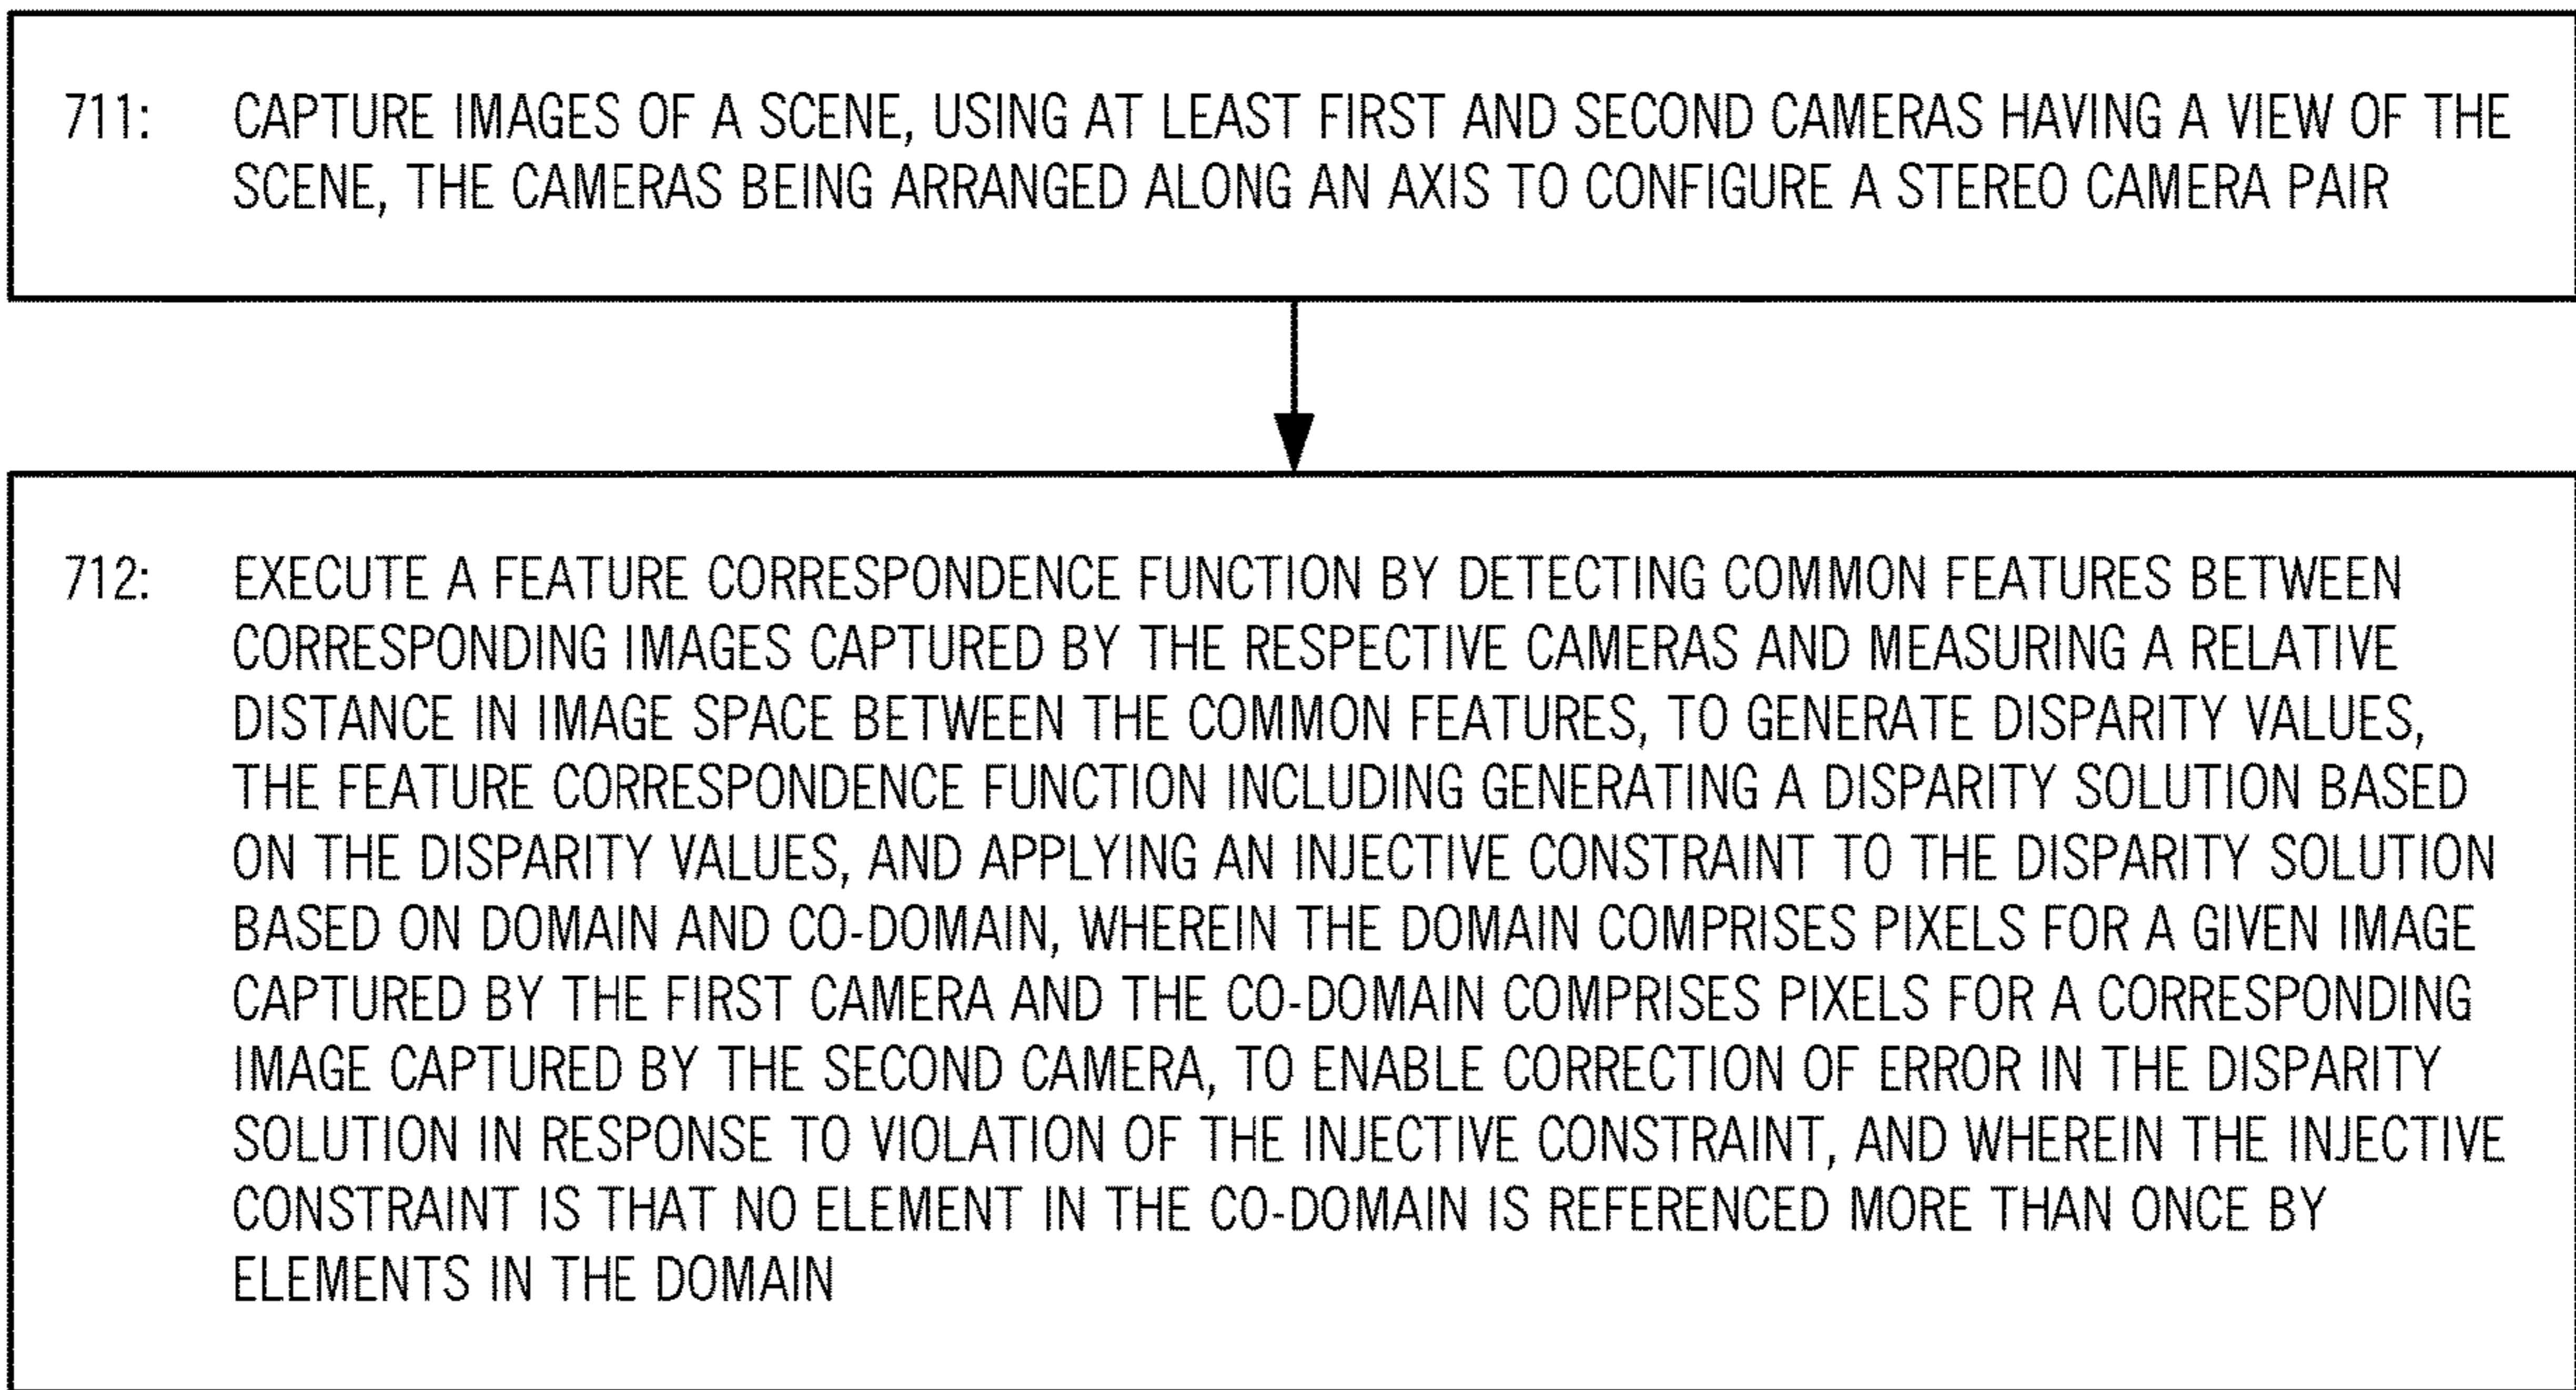 711: CAPTURE IMAGES OF A SCENE, USING AT LEAST FIRST AND SECOND CAMERAS HAVING A VIEW OF THE
SCENE, THE CAMERAS BEING ARRANGED ALONG AN AXIS TO CONFIGURE A STEREO CAMERA PAIR
712: EXECUTE A FEATURE CORRESPONDENCE FUNCTION BY DETECTING COMMON FEATURES BETWEEN
CORRESPONDING IMAGES CAPTURED BY THE RESPECTIVE CAMERAS AND MEASURING A RELATIVE
DISTANCE IN IMAGE SPACE BETWEEN THE COMMON FEATURES, TO GENERATE DISPARITY VALUES,
THE FEATURE CORRESPONDENCE FUNCTION INCLUDING GENERATING A DISPARITY SOLUTION BASED
ON THE DISPARITY VALUES, AND APPLYING AN INJECTIVE CONSTRAINT TO THE DISPARITY SOLUTION
BASED ON DOMAIN AND CO-DOMAIN, WHEREIN THE DOMAIN COMPRISES PIXELS FOR A GIVEN IMAGE
CAPTURED BY THE FIRST CAMERA AND THE CO-DOMAIN COMPRISES PIXELS FOR A CORRESPONDING
IMAGE CAPTURED BY THE SECOND CAMERA, TO ENABLE CORRECTION OF ERROR IN THE DISPARITY
SOLUTION IN RESPONSE TO VIOLATION OF THE INJECTIVE CONSTRAINT, AND WHEREIN THE INJECTIVE
CONSTRAINT IS THAT NO ELEMENT IN THE CO-DOMAIN IS REFERENCED MORE THAN ONCE BY
ELEMENTS IN THE DOMAIN